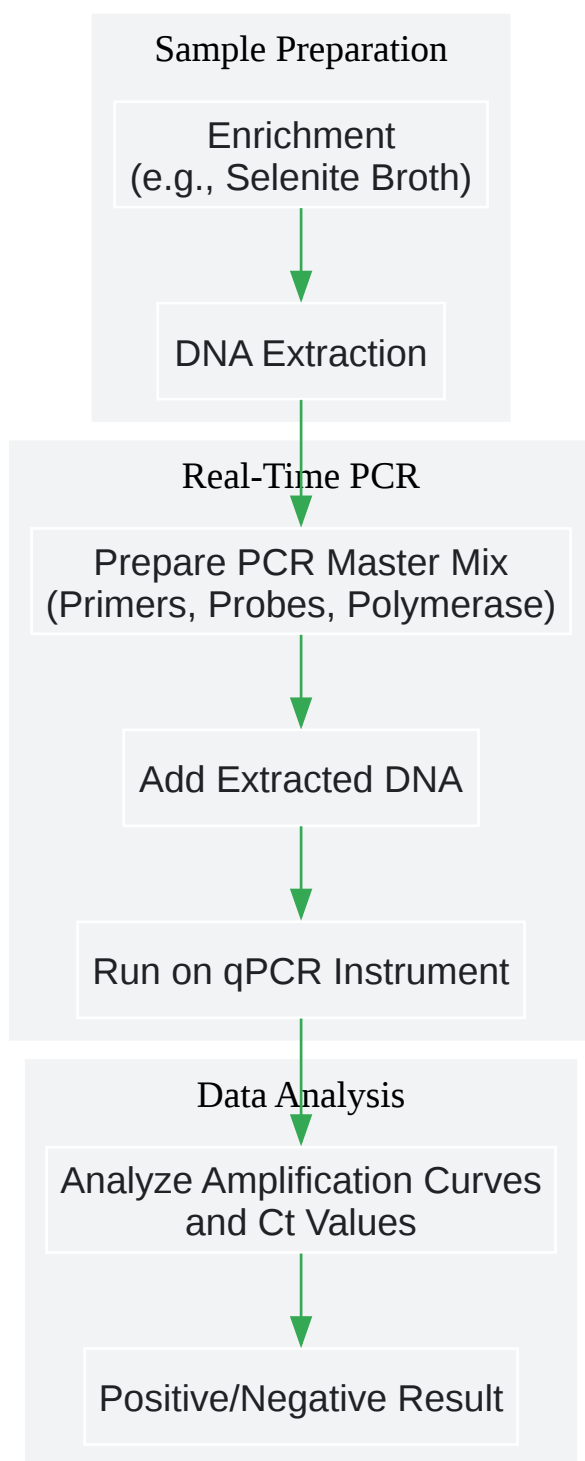 Sample Preparation
Enrichment
(e.g., Selenite Broth)
DNA Extraction
Real-Time PCR
Prepare PCR Master Mix
(Primers, Probes, Polymerase)
Add Extracted DNA
Run on qPCR Instrument
Data Analysis
Analyze Amplification Curves
and Ct Values
Positive/Negative Result